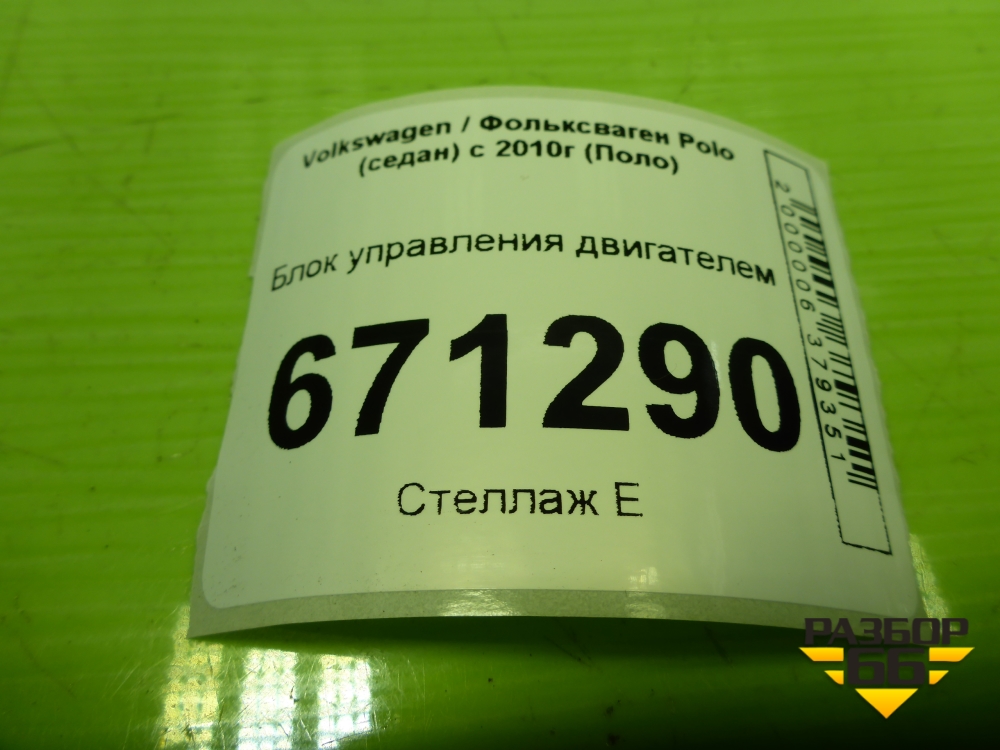 Volkswagen / Фольксваген Polo
(седан) с 2010г (Поло)
Блок управления двигателем
671290
Стеллаж Е
2000006379351
РАЗБОР
66